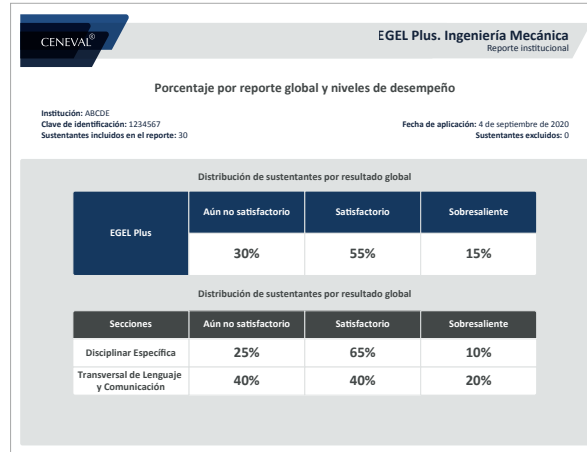 CENEVAL®
EGEL Plus. Ingeniería Mecánica
Reporte institucional
Porcentaje por reporte global y niveles de desempeño
Institución: ABCDE
Clave de identificación: 1234567
Sustentantes incluidos en el reporte: 30
Fecha de aplicación: 4 de septiembre de 2020
Sustentantes excluidos: 0
Distribución de sustentantes por resultado global
EGEL Plus
Aún no satisfactorio Satisfactorio Sobresaliente
30% 55% 15%
Distribución de sustentantes por resultado global
Secciones Aún no satisfactorio Satisfactorio Sobresaliente
Disciplinar Específica 25% 65% 10%
Transversal de Lenguaje
y Comunicación 40% 40% 20%